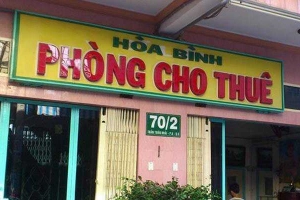 HÒA BÌNH
PHÒNG CHO THUÊ
70/2